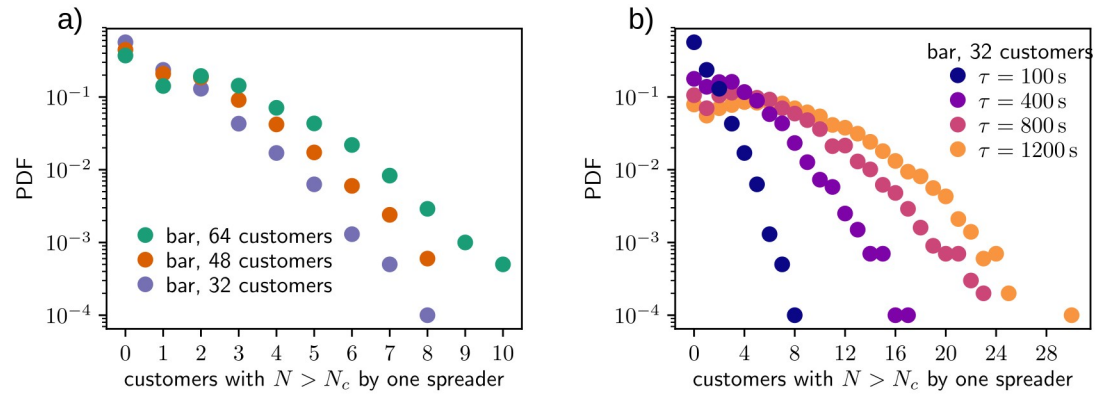 a)
PDF
10⁻¹
10⁻²
10⁻³
10⁻⁴
bar, 64 customers
bar, 48 customers
bar, 32 customers
0 1 2 3 4 5 6 7 8 9 10
customers with N > N_c by one spreader
b)
PDF
10⁻¹
10⁻²
10⁻³
10⁻⁴
bar, 32 customers
τ = 100 s
τ = 400 s
τ = 800 s
τ = 1200 s
0 4 8 12 16 20 24 28
customers with N > N_c by one spreader